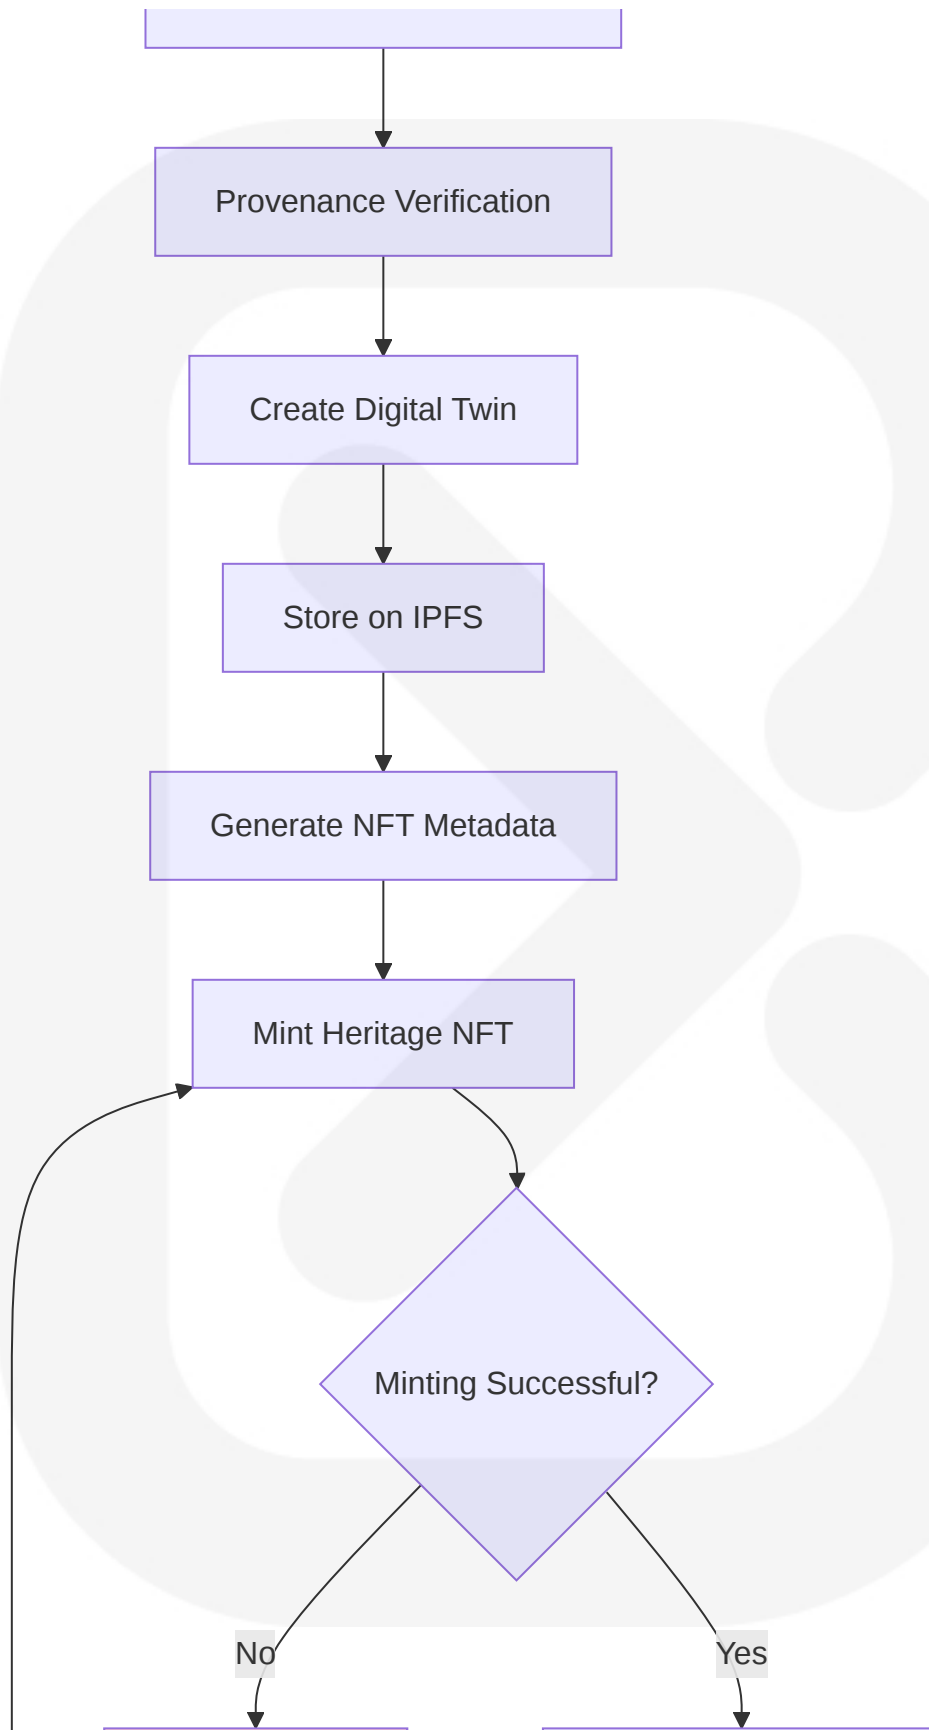 Provenance Verification
Create Digital Twin
Store on IPFS
Generate NFT Metadata
Mint Heritage NFT
Minting Successful?
No
Yes